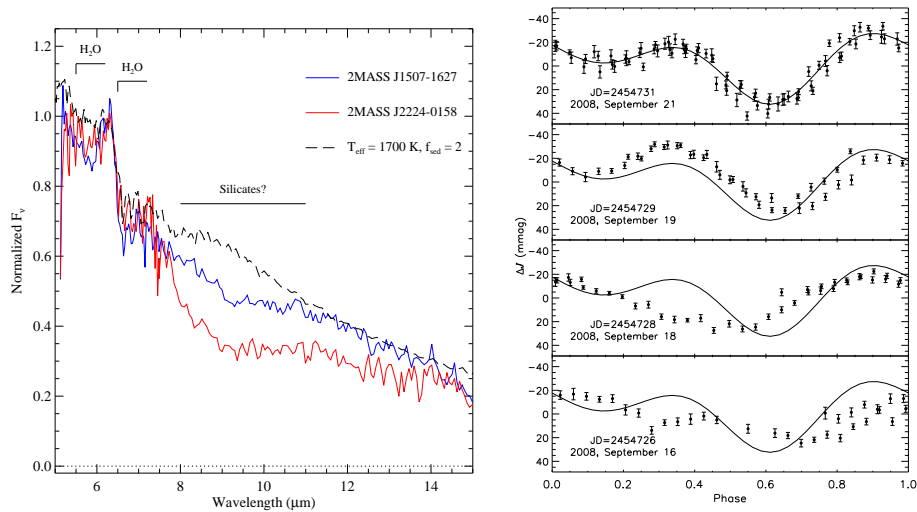 1.2
1.0
0.8
0.6
0.4
0.2
0.0
Normalized Fν
H₂O
H₂O
2MASS J1507-1627
2MASS J2224-0158
Teff = 1700 K, fsed = 2
Silicates?
6 8 10 12 14
Wavelength (μm)
-40
-20
0
20
40
JD=2454731
2008, September 21
-40
-20
0
20
40
JD=2454729
2008, September 19
-40
-20
0
20
40
JD=2454728
2008, September 18
-40
-20
0
20
40
JD=2454726
2008, September 16
ΔJ (mmag)
0.0 0.2 0.4 0.6 0.8 1.0
Phase